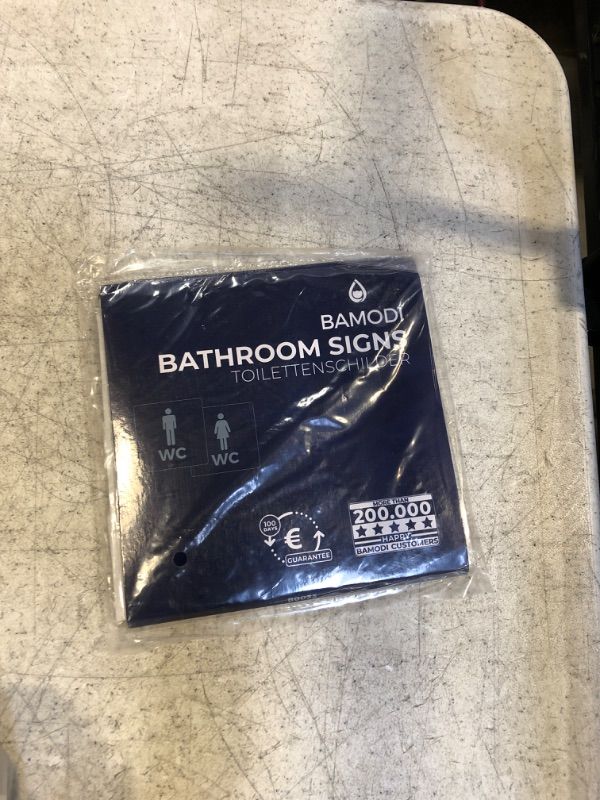 BAMODI
BATHROOM SIGNS
TOILETTENSCHILDER
WC
WC
100
DAYS
€
GUARANTEE
MORE THAN
200.000
HAPPY
BAMODI CUSTOMERS